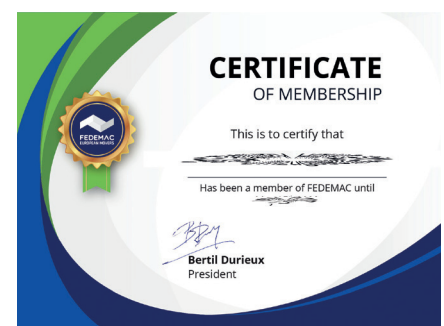 CERTIFICATE
OF MEMBERSHIP
This is to certify that
FEDEMAC
EUROPEAN MOVERS
Has been a member of FEDEMAC until
Bertil Durieux
President